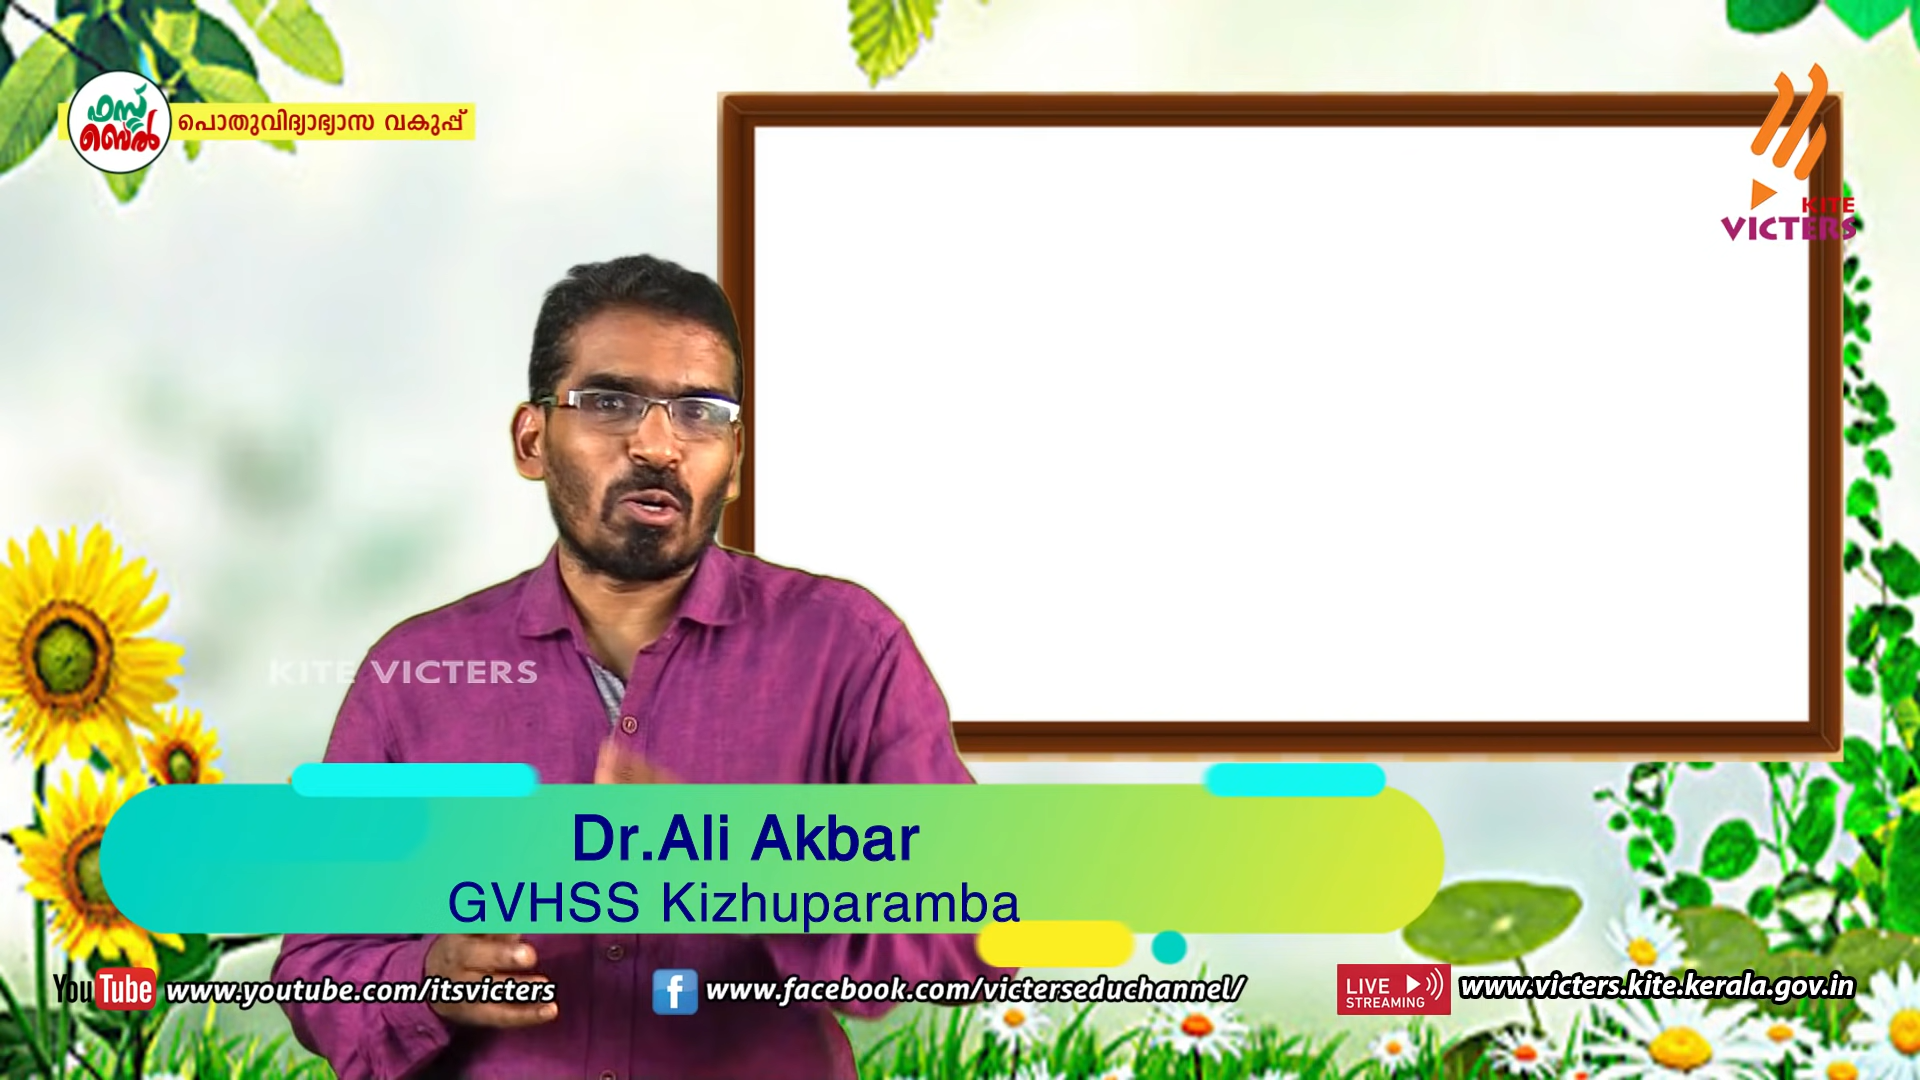 ഫസ്റ്റ്
ബെൽ
പൊതുവിദ്യാഭ്യാസ വകുപ്പ്
KITE
VICTERS
KITE VICTERS
Dr.Ali Akbar
GVHSS Kizhuparamba
YouTube www.youtube.com/itsvicters
f www.facebook.com/victerseduchannel/
LIVE
STREAMING
www.victers.kite.kerala.gov.in